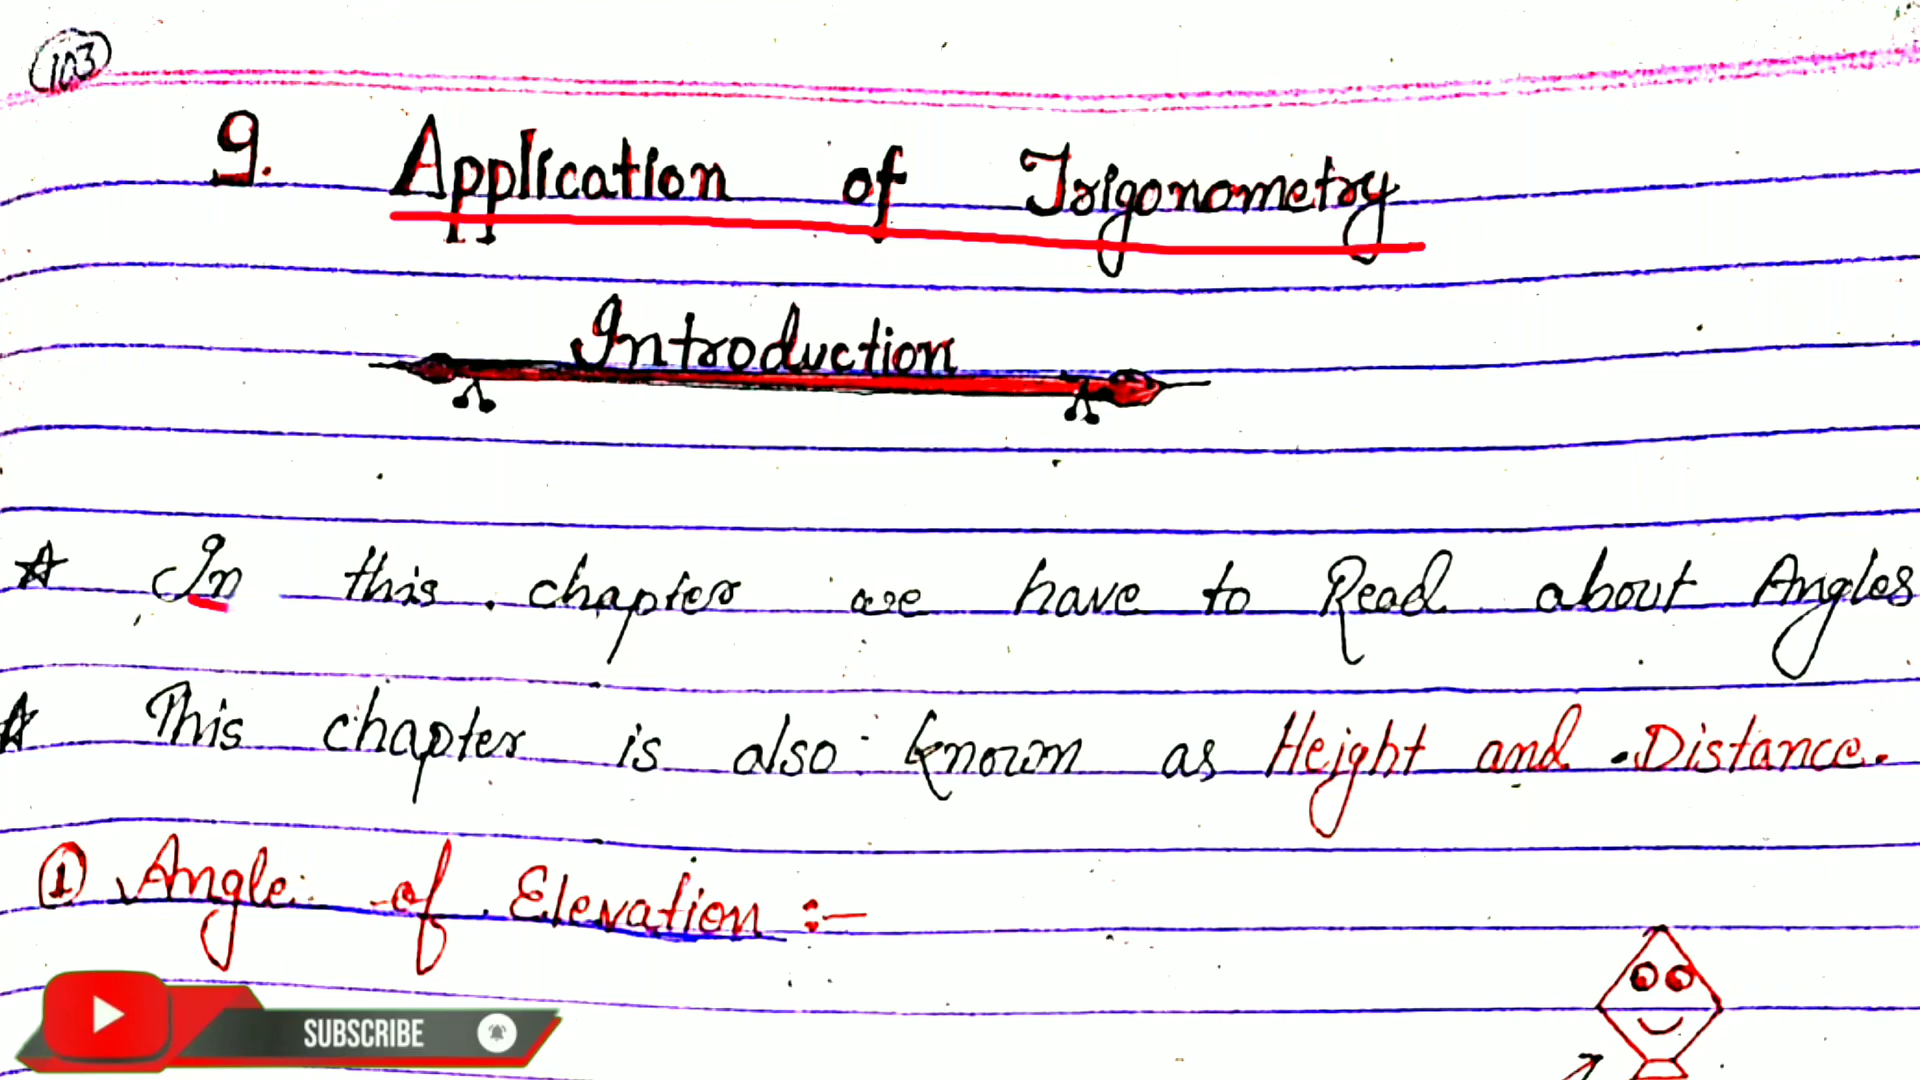 103
9. Application of Trigonometry
Introduction
☆ In this chapter we have to Read about Angles
☆ This chapter is also known as Height and Distance.
① Angle of Elevation :-
SUBSCRIBE